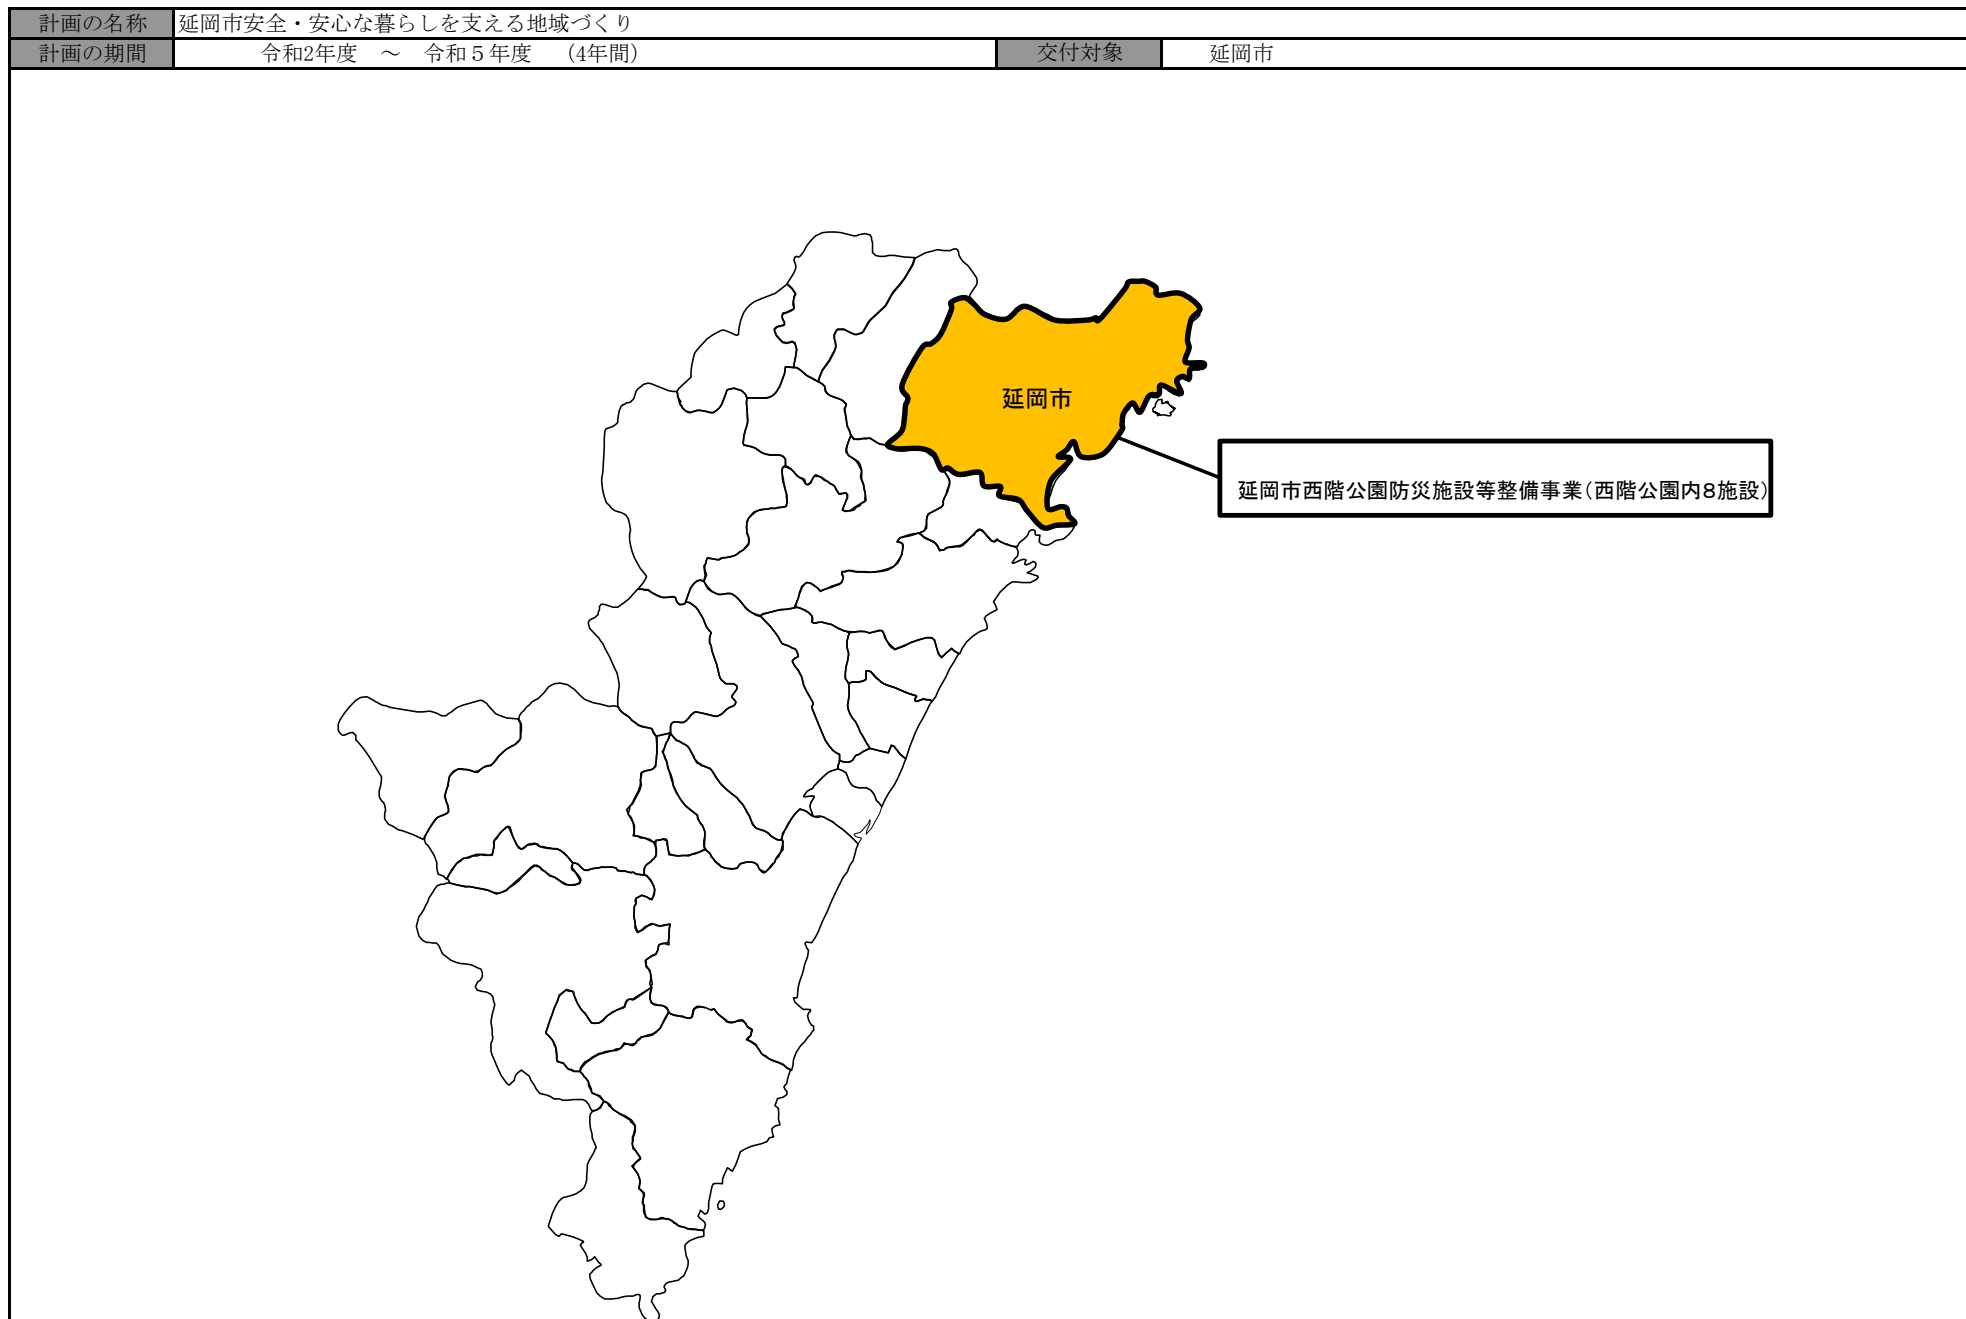 計画の名称 延岡市安全・安心な暮らしを支える地域づくり
計画の期間 令和2年度 ～ 令和５年度 (4年間) 交付対象 延岡市
延岡市
延岡市西階公園防災施設等整備事業(西階公園内8施設)